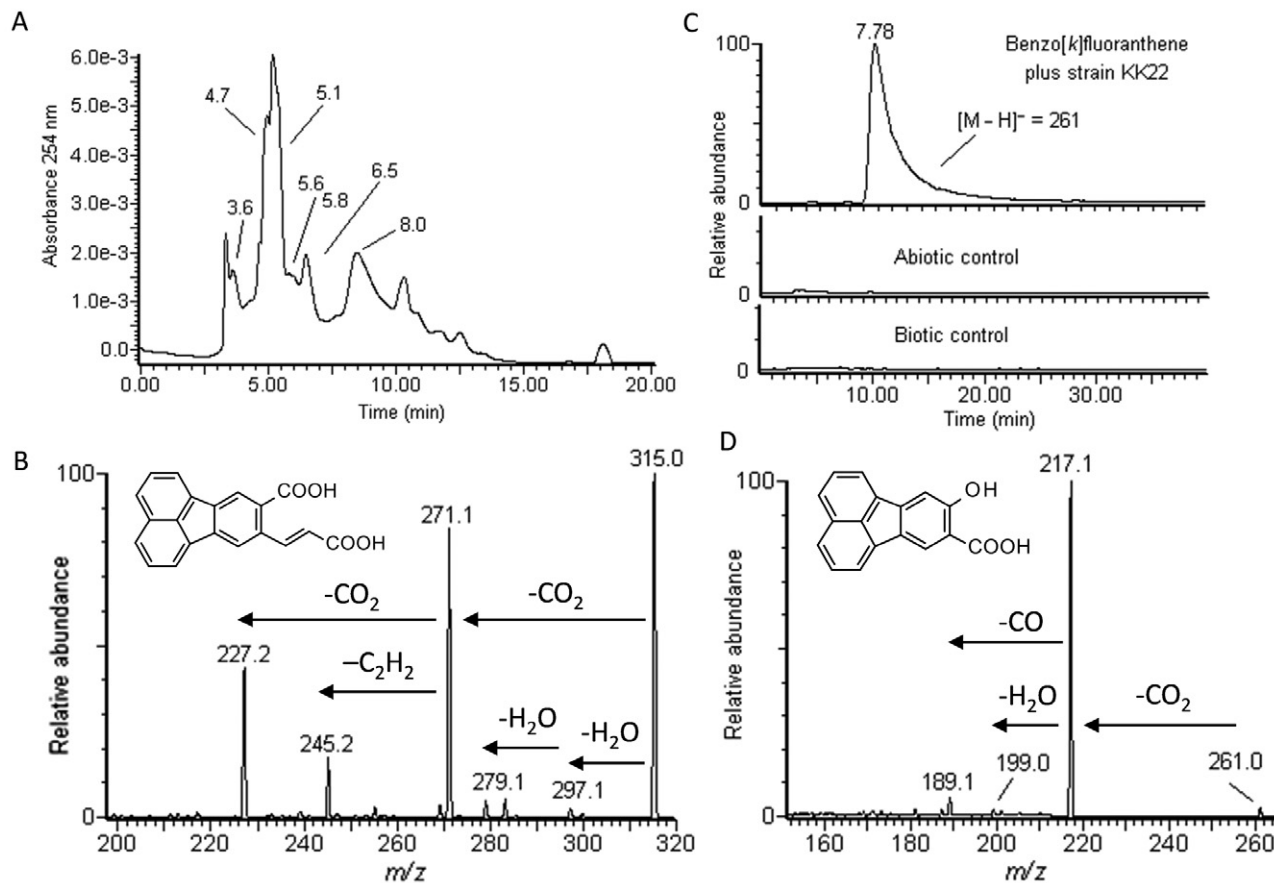 A
6.0e-3
5.0e-3
4.0e-3
3.0e-3
2.0e-3
1.0e-3
0.0
Absorbance 254 nm
4.7
5.1
3.6
5.6
5.8
6.5
8.0
0.00
5.00
10.00
15.00
20.00
Time (min)
C
7.78
100
0
Relative abundance
Benzo[k]fluoranthene
plus strain KK22
[M – H]⁻ = 261
Abiotic control
0
Biotic control
0
10.00
20.00
30.00
Time (min)
B
100
0
Relative abundance
COOH
COOH
315.0
271.1
-CO₂
-CO₂
227.2
–C₂H₂
-H₂O
-H₂O
245.2
279.1
297.1
200
220
240
260
280
300
320
m/z
D
100
0
Relative abundance
OH
COOH
217.1
-CO
-H₂O
-CO₂
189.1
199.0
261.0
160
180
200
220
240
260
m/z